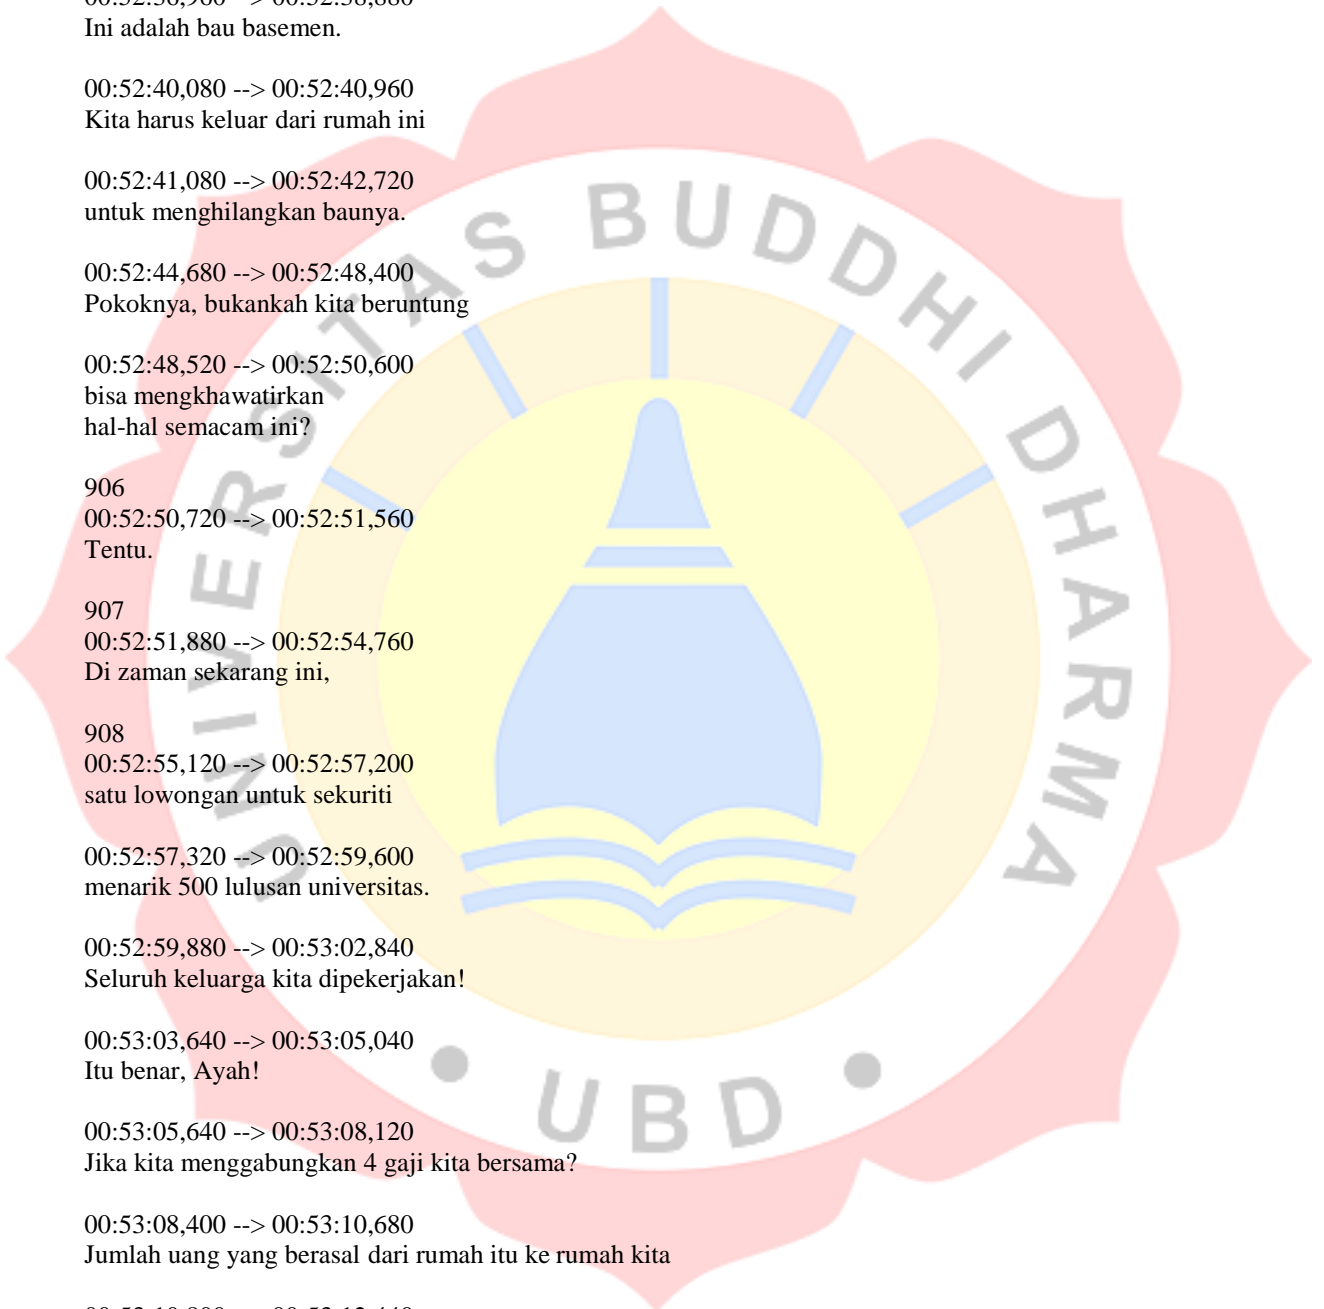 Ini adalah bau basemen.
00:52:40,080 --> 00:52:40,960
Kita harus keluar dari rumah ini
00:52:41,080 --> 00:52:42,720
untuk menghilangkan baunya.
00:52:44,680 --> 00:52:48,400
Pokoknya, bukankah kita beruntung
00:52:48,520 --> 00:52:50,600
bisa mengkhawatirkan
hal-hal semacam ini?
906
00:52:50,720 --> 00:52:51,560
Tentu.
907
00:52:51,880 --> 00:52:54,760
Di zaman sekarang ini,
908
00:52:55,120 --> 00:52:57,200
satu lowongan untuk sekuriti
00:52:57,320 --> 00:52:59,600
menarik 500 lulusan universitas.
00:52:59,880 --> 00:53:02,840
Seluruh keluarga kita dipekerjakan!
00:53:03,640 --> 00:53:05,040
Itu benar, Ayah!
00:53:05,640 --> 00:53:08,120
Jika kita menggabungkan 4 gaji kita bersama?
00:53:08,400 --> 00:53:10,680
Jumlah uang yang berasal dari rumah itu ke rumah kita
UNIVERSITAS BUDDHI DHARMA
• UBD •